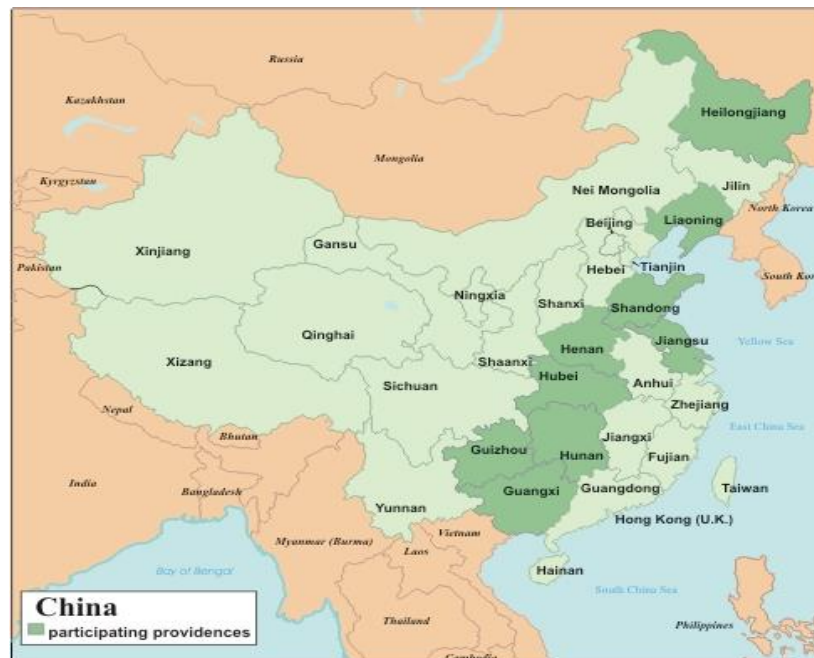 Russia
Kazakhstan
Mongolia
Heilongjiang
Kyrgyzstan
Nei Mongolia
Jilin
North Korea
Liaoning
Beijing
Xinjiang
Gansu
Pakistan
Tianjin
Hebei
South Kor
Ningxia
Shanxi
Shandong
Qinghai
Jiangsu
Yellow Sea
Henan
Xizang
Shaanxi
Hubei
Sichuan
Anhui
Zhejiang
Nepal
East China Sea
Bhutan
Jiangxi
Guizhou
Hunan
Fujian
India
Bangladesh
Guangxi
Guangdong
Taiwan
Yunnan
Hong Kong (U.K.)
Vietnam
Myanmar (Burma)
Laos
Bay of Bengal
Hainan
South China Sea
China
participating providences
Thailand
Philippines
Cambodia